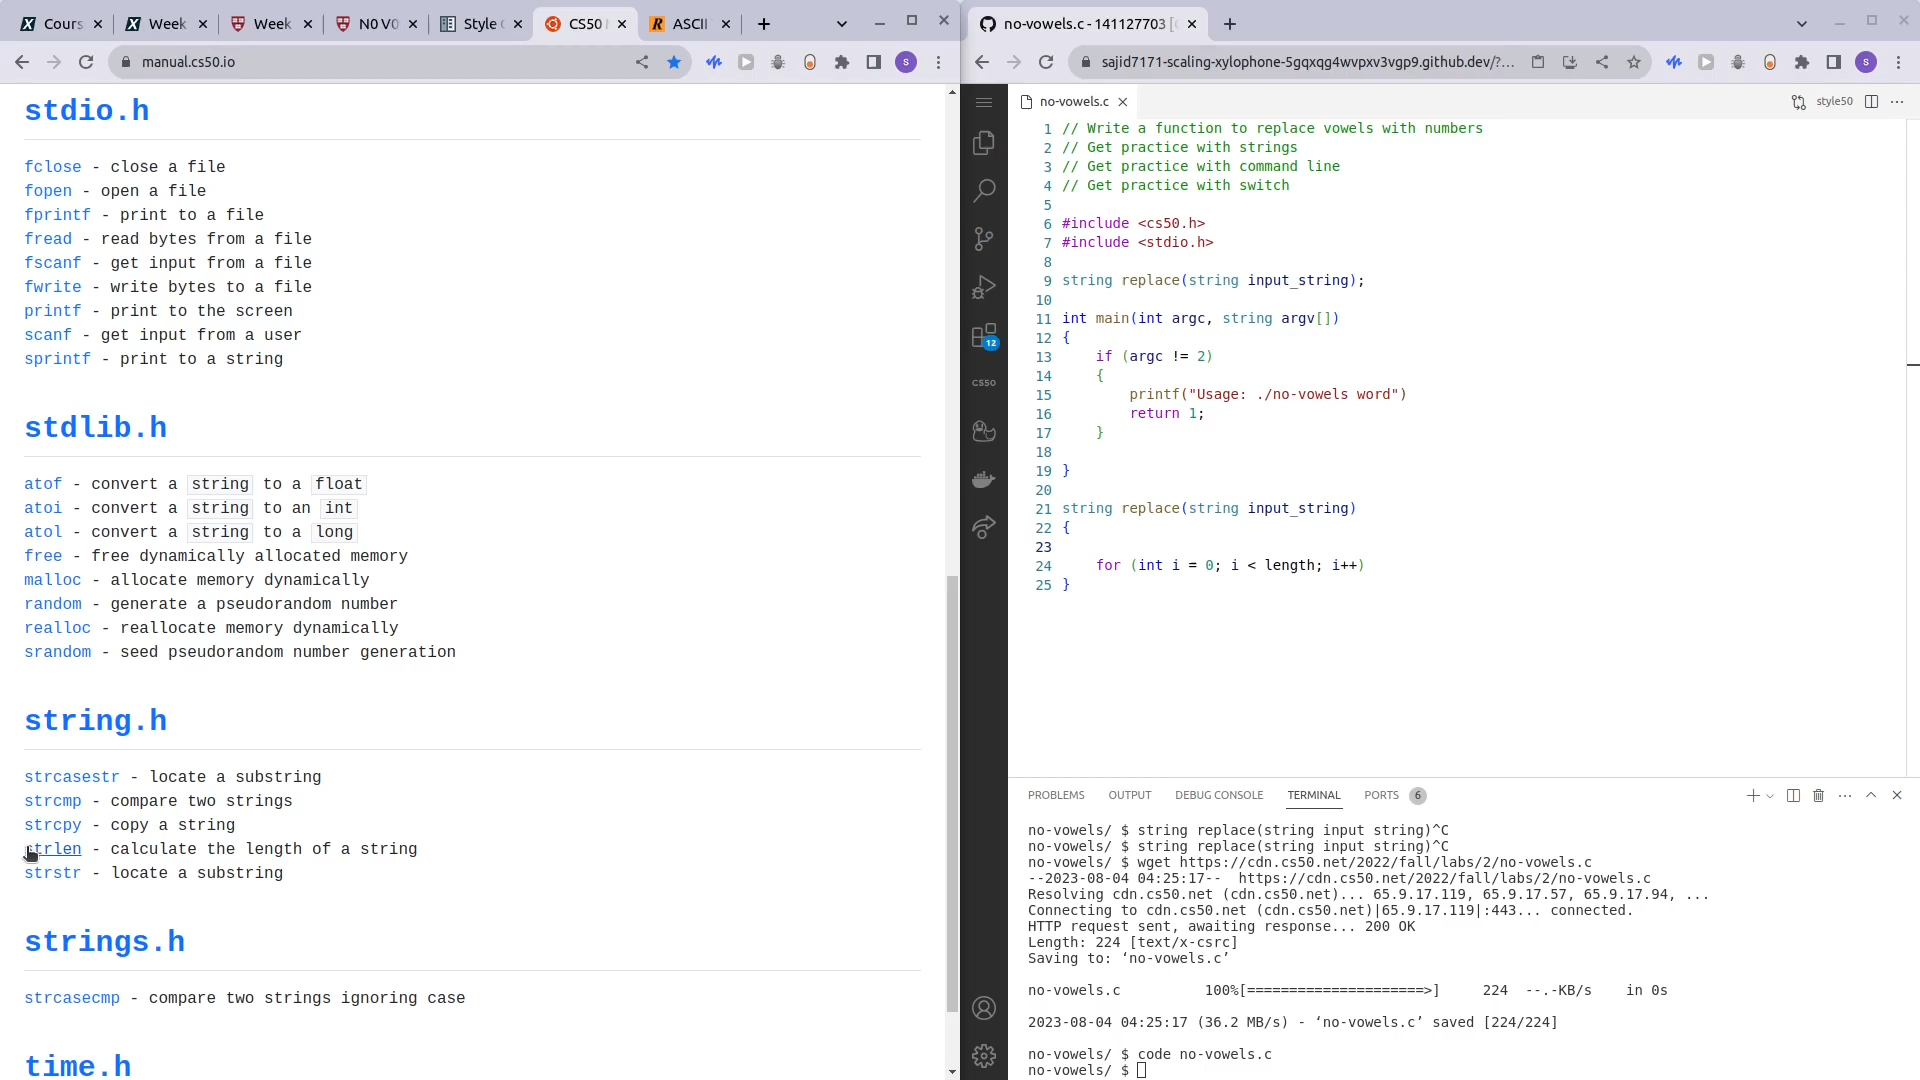 Cours
Week
Week
N0 V0
Style
CS50
ASCII
manual.cs50.io
S
stdio.h
fclose - close a file
fopen - open a file
fprintf - print to a file
fread - read bytes from a file
fscanf - get input from a file
fwrite - write bytes to a file
printf - print to the screen
scanf - get input from a user
sprintf - print to a string
stdlib.h
atof - convert a string to a float
atoi - convert a string to an int
atol - convert a string to a long
free - free dynamically allocated memory
malloc - allocate memory dynamically
random - generate a pseudorandom number
realloc - reallocate memory dynamically
srandom - seed pseudorandom number generation
string.h
strcasestr - locate a substring
strcmp - compare two strings
strcpy - copy a string
strlen - calculate the length of a string
strstr - locate a substring
strings.h
strcasecmp - compare two strings ignoring case
time.h
no-vowels.c - 141127703 [
sajid7171-scaling-xylophone-5gqxqg4wvpxv3vgp9.github.dev/?...
S
no-vowels.c
style50
12
CS50
1 // Write a function to replace vowels with numbers
2 // Get practice with strings
3 // Get practice with command line
4 // Get practice with switch
5
6 #include <cs50.h>
7 #include <stdio.h>
8
9 string replace(string input_string);
10
11 int main(int argc, string argv[])
12 {
13     if (argc != 2)
14     {
15         printf("Usage: ./no-vowels word")
16         return 1;
17     }
18
19 }
20
21 string replace(string input_string)
22 {
23
24     for (int i = 0; i < length; i++)
25 }
PROBLEMS OUTPUT DEBUG CONSOLE TERMINAL PORTS 6
no-vowels/ $ string replace(string input string)^C
no-vowels/ $ string replace(string input string)^C
no-vowels/ $ wget https://cdn.cs50.net/2022/fall/labs/2/no-vowels.c
--2023-08-04 04:25:17-- https://cdn.cs50.net/2022/fall/labs/2/no-vowels.c
Resolving cdn.cs50.net (cdn.cs50.net)... 65.9.17.119, 65.9.17.57, 65.9.17.94, ...
Connecting to cdn.cs50.net (cdn.cs50.net)|65.9.17.119|:443... connected.
HTTP request sent, awaiting response... 200 OK
Length: 224 [text/x-csrc]
Saving to: ‘no-vowels.c’
no-vowels.c 100%[=====================>] 224 --.-KB/s in 0s
2023-08-04 04:25:17 (36.2 MB/s) - ‘no-vowels.c’ saved [224/224]
no-vowels/ $ code no-vowels.c
no-vowels/ $